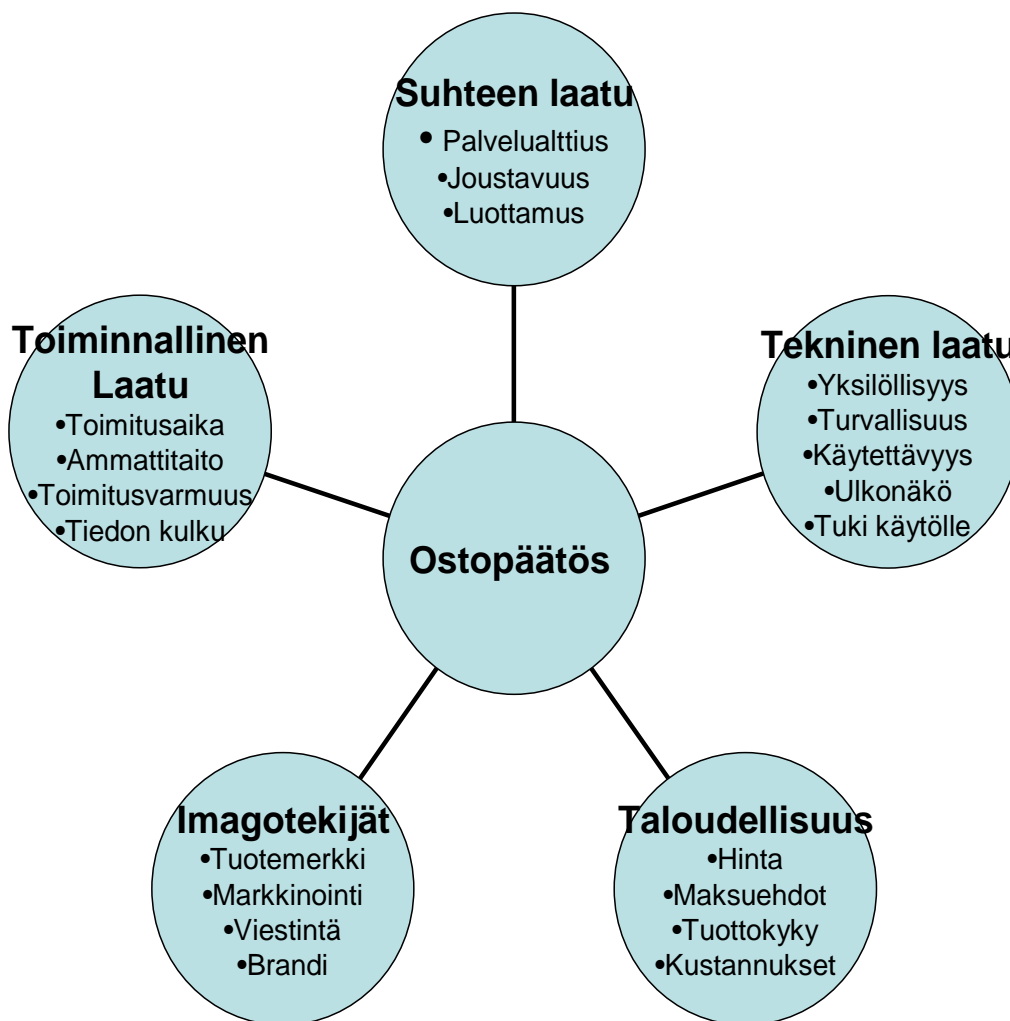 Suhteen laatu
• Palvelualttius
•Joustavuus
•Luottamus
Toiminnallinen
Laatu
•Toimitusaika
•Ammattitaito
•Toimitusvarmuus
•Tiedon kulku
Tekninen laatu
•Yksilöllisyys
•Turvallisuus
•Käytettävyys
•Ulkonäkö
•Tuki käytölle
Ostopäätös
Imagotekijät
•Tuotemerkki
•Markkinointi
•Viestintä
•Brandi
Taloudellisuus
•Hinta
•Maksuehdot
•Tuottokyky
•Kustannukset